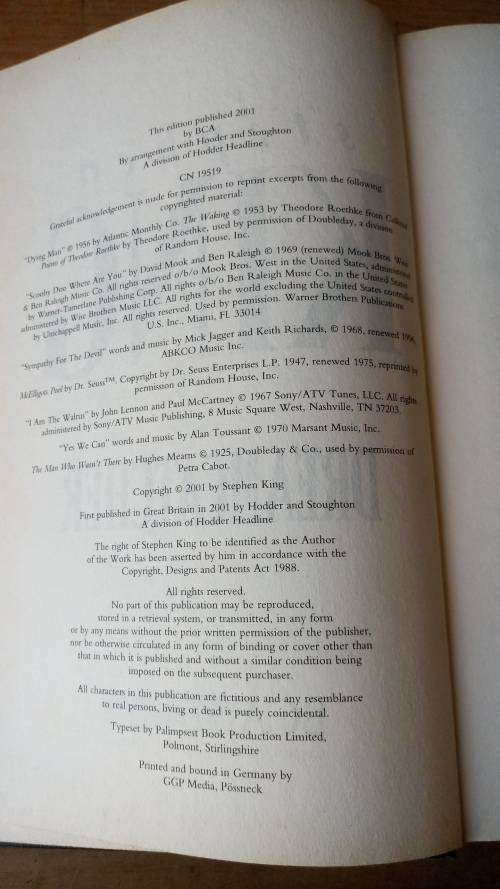 This edition published 2001
by BCA
By arrangement with Hooder and Stoughton
A division of Hodder Headline
CN 19519
Grateful acknowledgement is made for permission to reprint excerpts from the following
copyrighted material:
"Dying Man" © 1956 by Atlantic Monthly Co. The Waking © 1953 by Theodore Roethke from Collected
Poems of Theodore Roethke by Theodore Roethke, used by permission of Doubleday, a division
of Random House, Inc.
"Scooby Doo Where Are You" by David Mook and Ben Raleigh © 1969 (renewed) Mook Bros. West
& Ben Raleigh Music Co. All rights reserved o/b/o Mook Bros. West in the United States, administered
by Warner-Tamerlane Publishing Corp. All rights o/b/o Ben Raleigh Music Co. in the United States
administered by Wise Brothers Music LLC. All rights for the world excluding the United States controlled
by Unichappell Music, Inc. All rights reserved. Used by permission. Warner Brothers Publications
U.S. Inc., Miami, FL 33014
"Sympathy For The Devil" words and music by Mick Jagger and Keith Richards, © 1968, renewed 1996,
ABKCO Music Inc.
McElligots Pool by Dr. Seuss™, Copyright by Dr. Seuss Enterprises L.P. 1947, renewed 1975, reprinted by
permission of Random House, Inc.
"I Am The Walrus" by John Lennon and Paul McCartney © 1967 Sony/ATV Tunes, LLC. All rights
administered by Sony/ATV Music Publishing, 8 Music Square West, Nashville, TN 37203.
"Yes We Can" words and music by Alan Toussant © 1970 Marsant Music, Inc.
The Man Who Wasn't There by Hughes Mearns © 1925, Doubleday & Co., used by permission of
Petra Cabot.
Copyright © 2001 by Stephen King
First published in Great Britain in 2001 by Hodder and Stoughton
A division of Hodder Headline
The right of Stephen King to be identified as the Author
of the Work has been asserted by him in accordance with the
Copyright, Designs and Patents Act 1988.
All rights reserved.
No part of this publication may be reproduced,
stored in a retrieval system, or transmitted, in any form
or by any means without the prior written permission of the publisher,
nor be otherwise circulated in any form of binding or cover other than
that in which it is published and without a similar condition being
imposed on the subsequent purchaser.
All characters in this publication are fictitious and any resemblance
to real persons, living or dead is purely coincidental.
Typeset by Palimpsest Book Production Limited,
Polmont, Stirlingshire
Printed and bound in Germany by
GGP Media, Pössneck